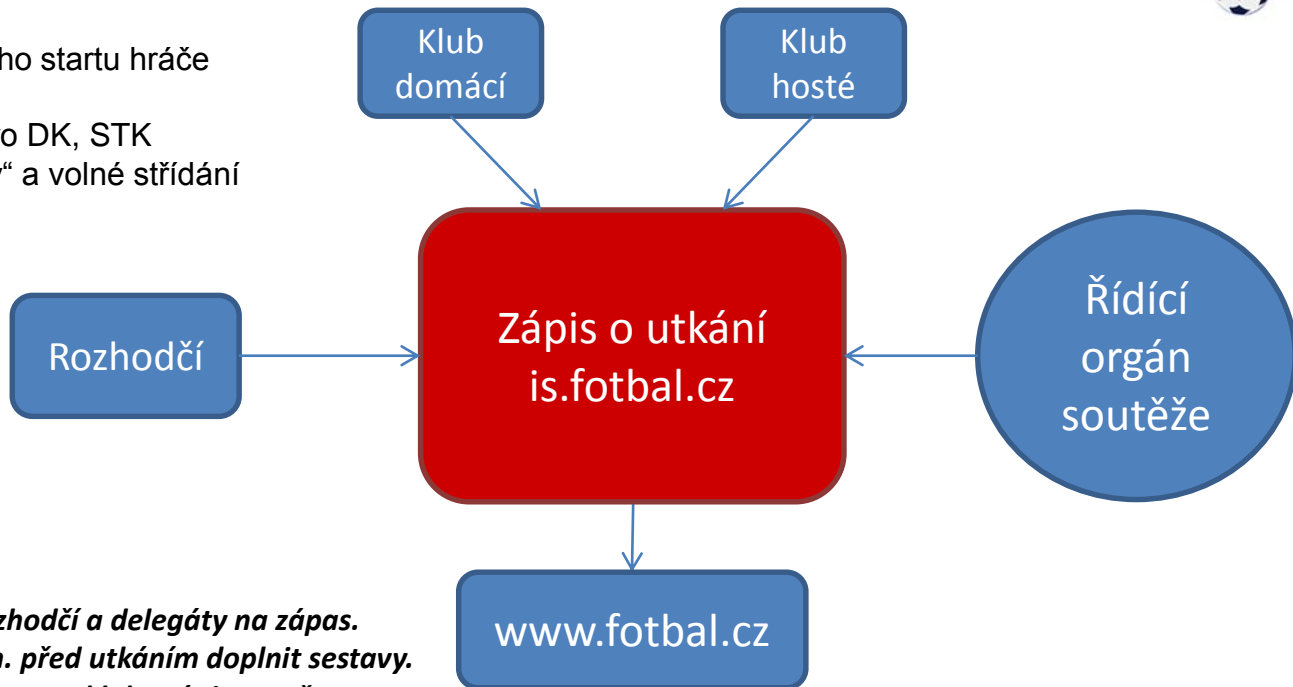 ho startu hráče
o DK, STK
“ a volné střídání
Klub
domácí
Klub
hosté
Rozhodčí
Zápis o utkání
is.fotbal.cz
Řídící
orgán
soutěže
www.fotbal.cz
zhodčí a delegáty na zápas.
. před utkáním doplnit sestavy.